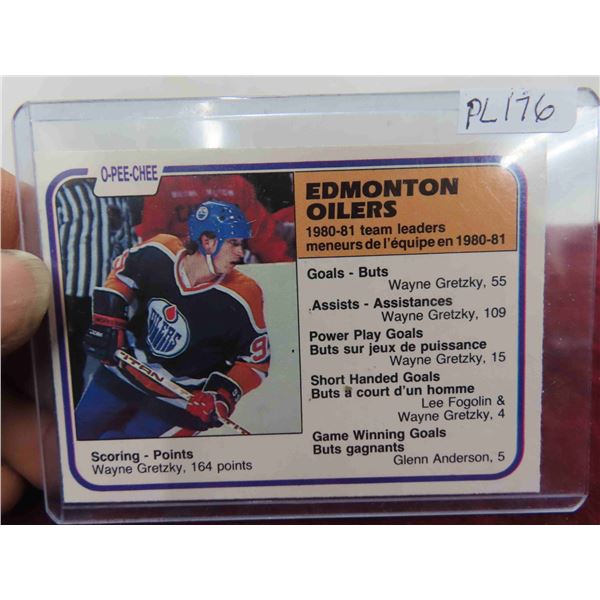 PL176
O-PEE-CHEE
EDMONTON
OILERS
1980-81 team leaders
meneurs de l'équipe en 1980-81
Goals - Buts
Wayne Gretzky, 55
Assists - Assistances
Wayne Gretzky, 109
Power Play Goals
Buts sur jeux de puissance
Wayne Gretzky, 15
Short Handed Goals
Buts à court d'un homme
Lee Fogolin &
Wayne Gretzky, 4
Game Winning Goals
Buts gagnants
Glenn Anderson, 5
OILERS
9
TITAN
Scoring - Points
Wayne Gretzky, 164 points